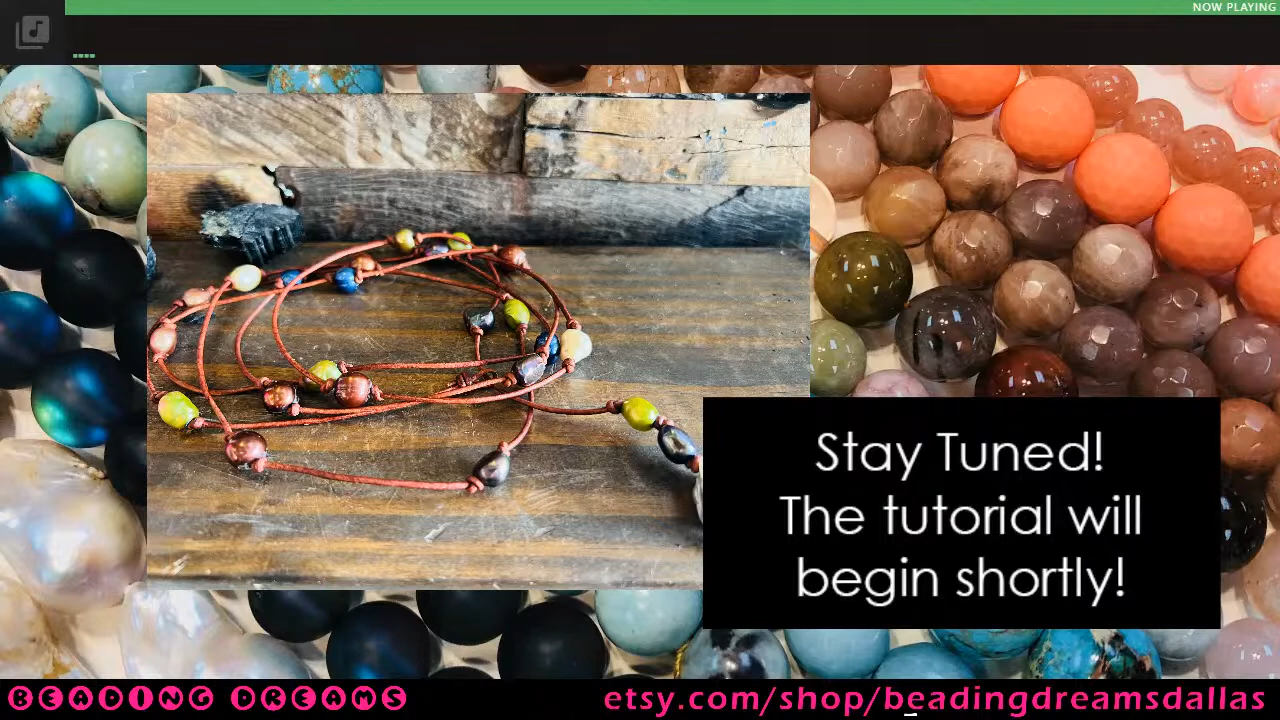 NOW PLAYING
Stay Tuned!
The tutorial will
begin shortly!
BEADING DREAMS
etsy.com/shop/beadingdreamsdallas